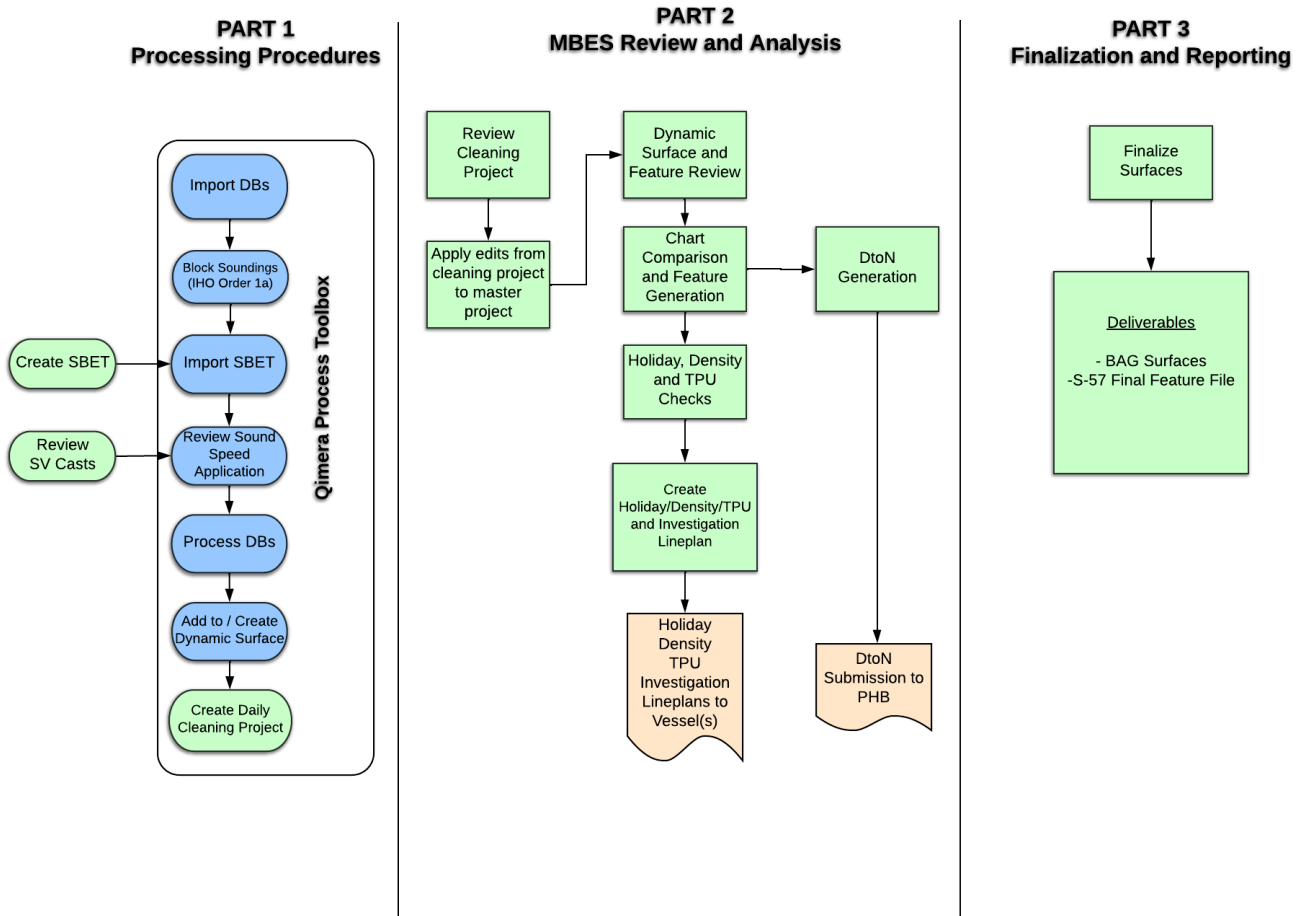 PART 1
Processing Procedures
Import DBs
Block Soundings
(IHO Order 1a)
Create SBET
Import SBET
Review
SV Casts
Review Sound
Speed
Application
Process DBs
Add to / Create
Dynamic Surface
Create Daily
Cleaning Project
Qimera Process Toolbox
PART 2
MBES Review and Analysis
Review
Cleaning
Project
Apply edits from
cleaning project
to master
project
Dynamic
Surface and
Feature Review
Chart
Comparison
and Feature
Generation
DtoN
Generation
Holiday, Density
and TPU
Checks
Create
Holiday/Density/TPU
and Investigation
Lineplan
Holiday
Density
TPU
Investigation
Lineplans to
Vessel(s)
DtoN
Submission to
PHB
PART 3
Finalization and Reporting
Finalize
Surfaces
Deliverables
- BAG Surfaces
-S-57 Final Feature File